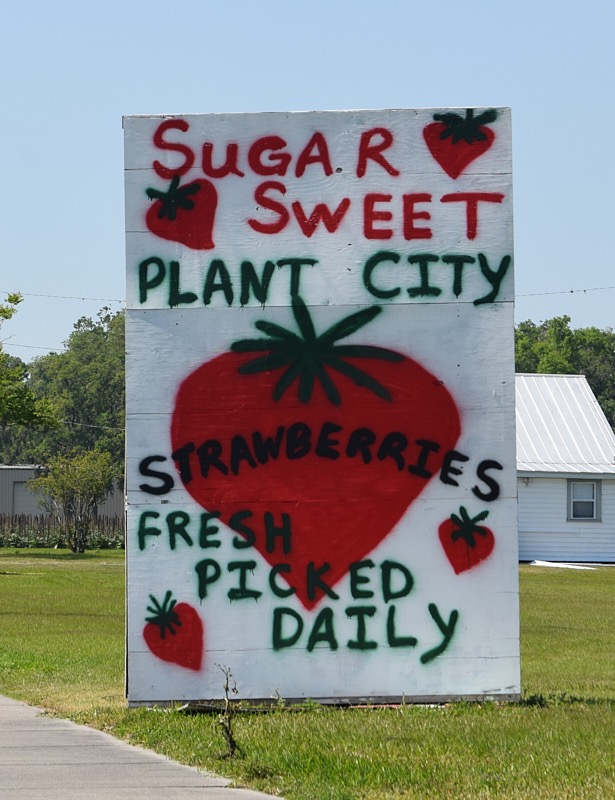 SUGAR
SWEET
PLANT CITY
STRAWBERRIES
FRESH
PICKED
DAILY